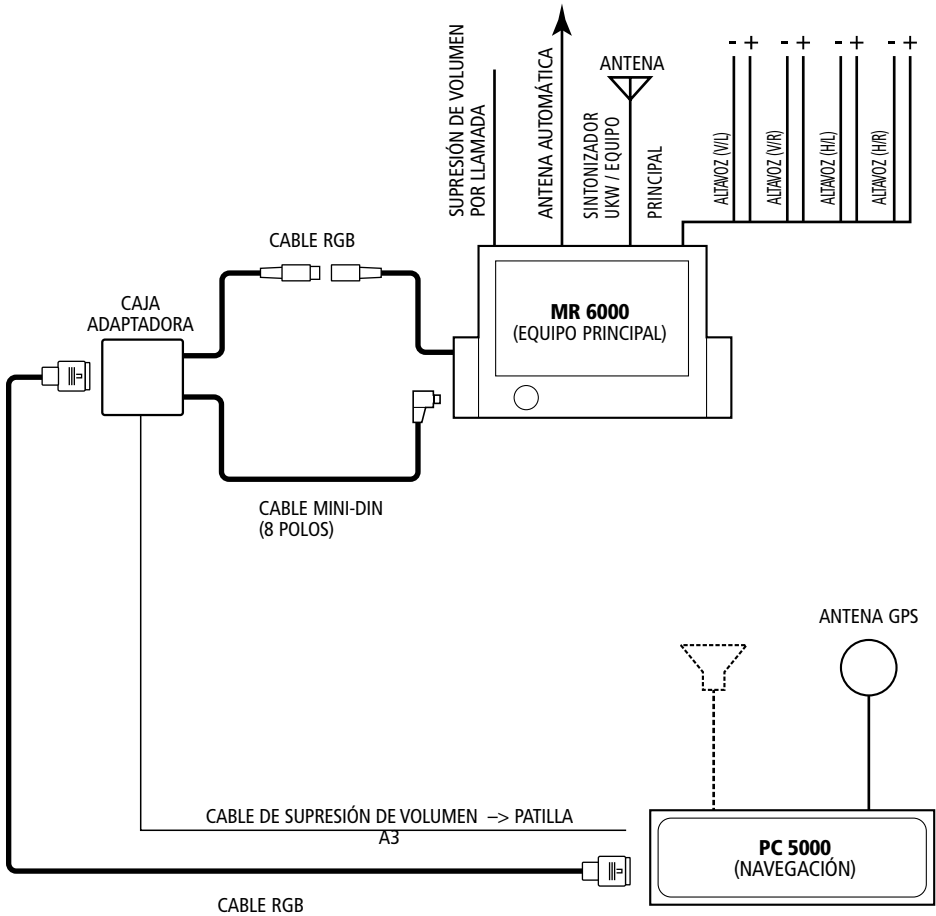 SUPRESIÓN DE VOLUMEN
POR LLAMADA
ANTENA AUTOMÁTICA
ANTENA
SINTONIZADOR
UKW / EQUIPO
PRINCIPAL
- + - + - + - +
ALTAVOZ (V/L)
ALTAVOZ (V/R)
ALTAVOZ (H/L)
ALTAVOZ (H/R)
CABLE RGB
CAJA
ADAPTADORA
MR 6000
(EQUIPO PRINCIPAL)
CABLE MINI-DIN
(8 POLOS)
ANTENA GPS
CABLE DE SUPRESIÓN DE VOLUMEN –> PATILLA
A3
PC 5000
(NAVEGACIÓN)
CABLE RGB